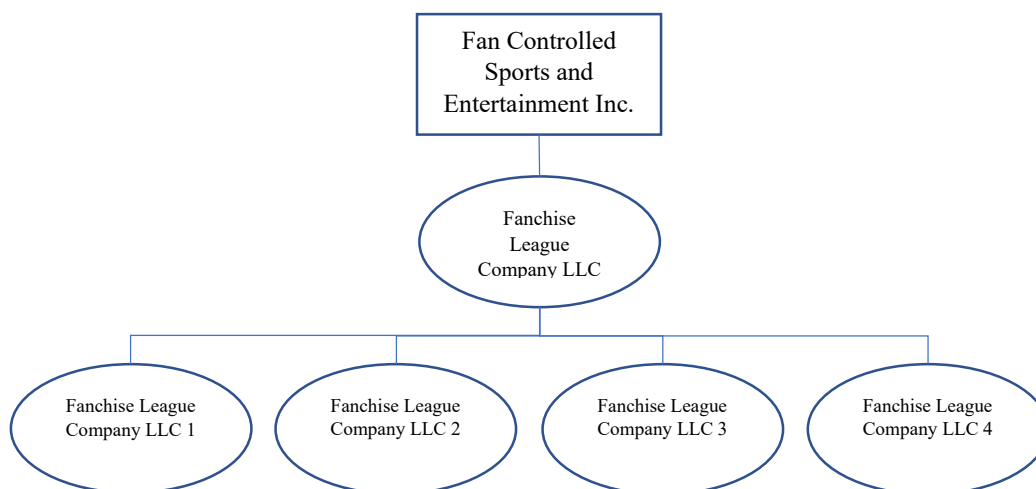 Fan Controlled
Sports and
Entertainment Inc.
Fanchise
League
Company LLC
Fanchise League
Company LLC 1
Fanchise League
Company LLC 2
Fanchise League
Company LLC 3
Fanchise League
Company LLC 4